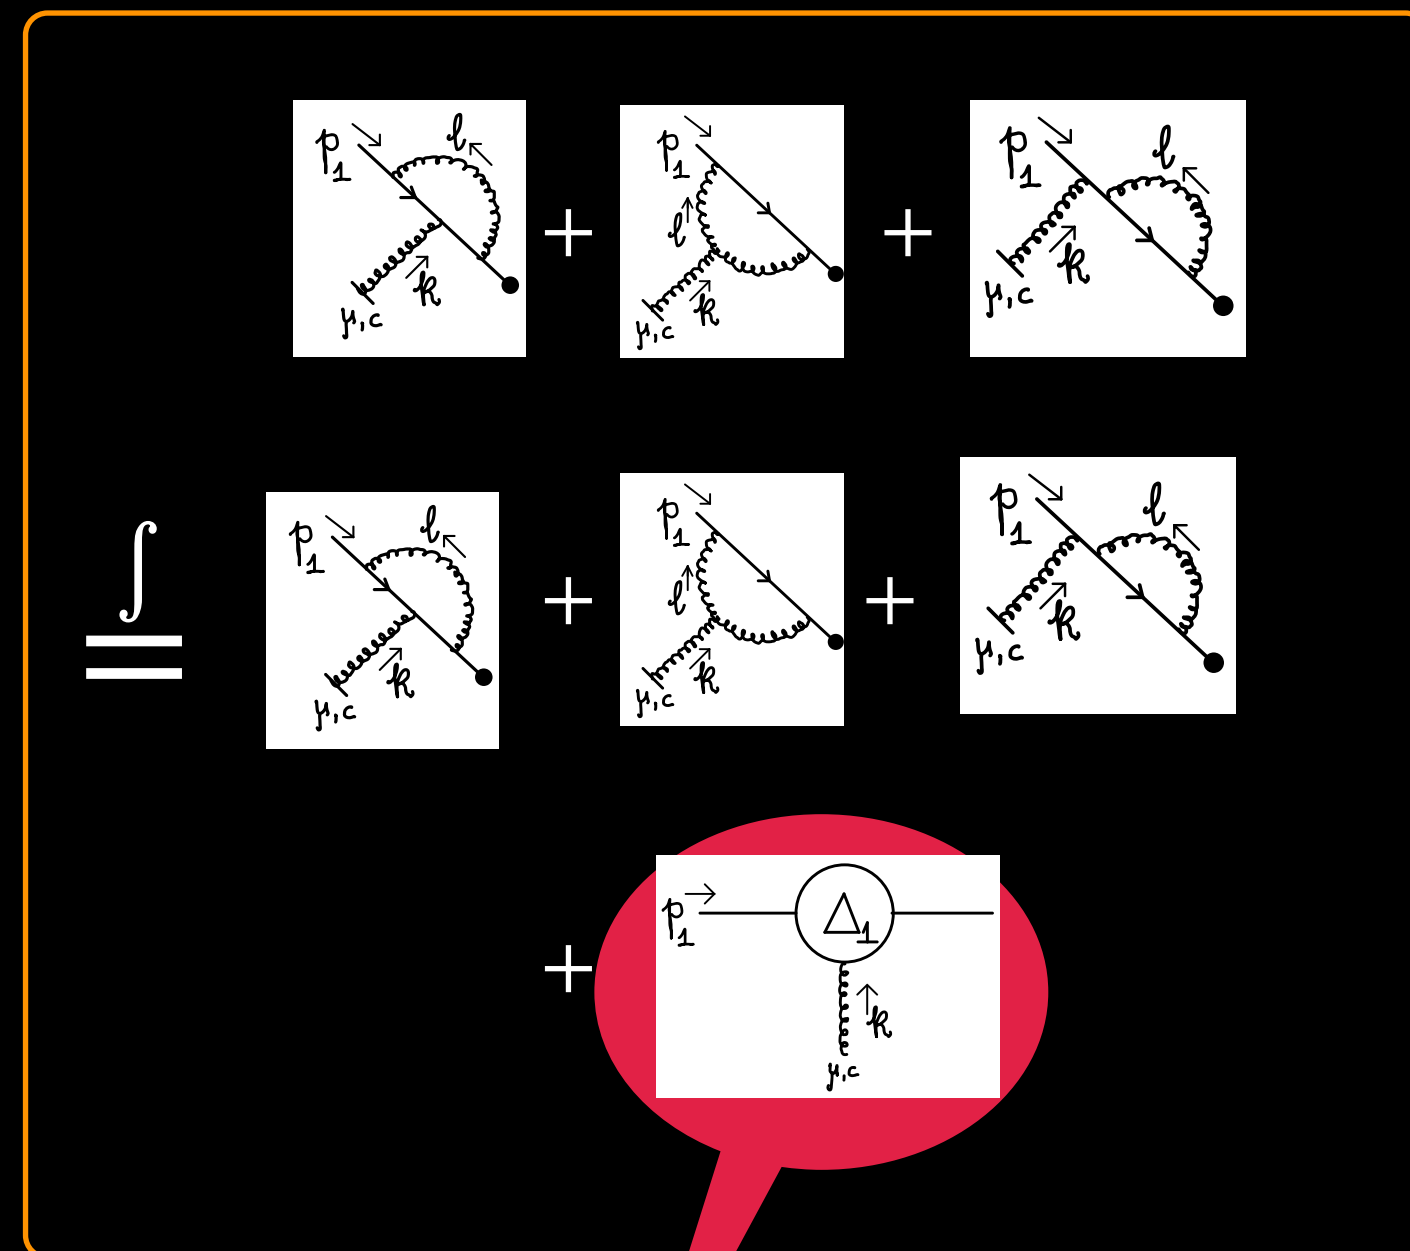 p₁ ℓ + p₁ + p₁ ℓ
ℓ
k k k
μ,c μ,c μ,c
∫
=
p₁ ℓ + p₁ + p₁ ℓ
ℓ
k k k
μ,c μ,c μ,c
+ p₁ Δ₁
k
μ,c